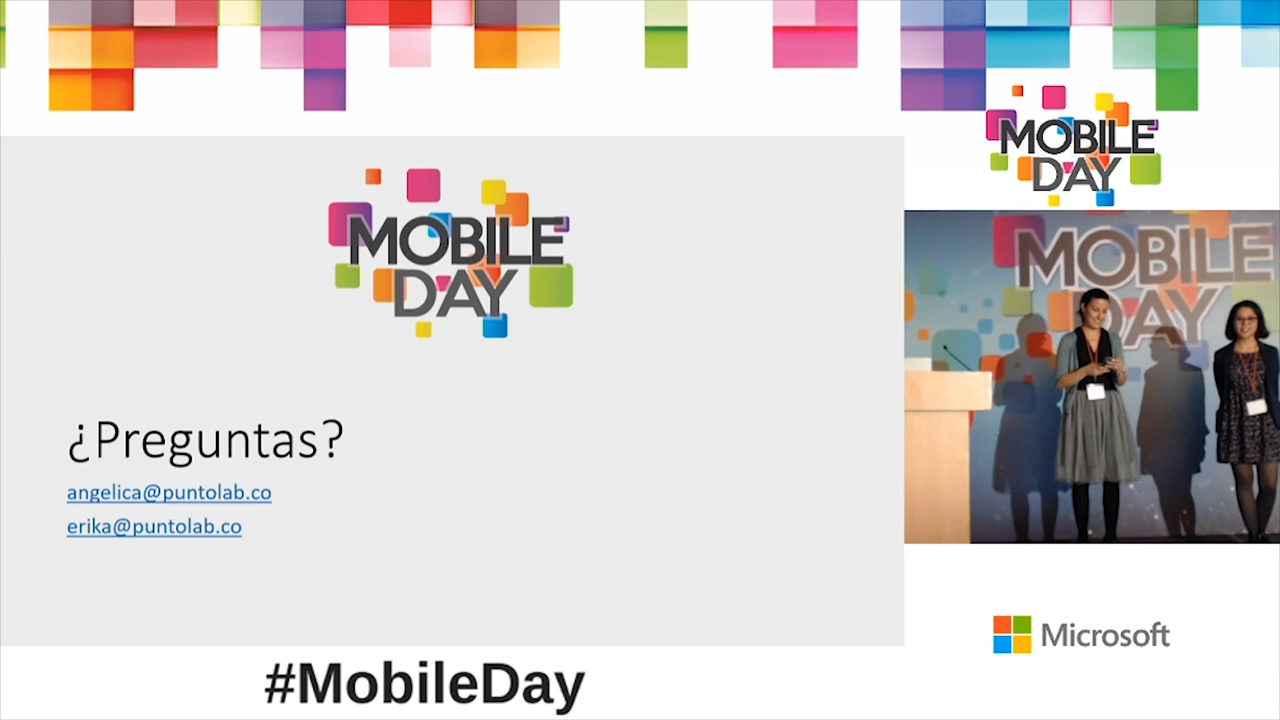 MOBILE
DAY
¿Preguntas?
angelica@puntolab.co
erika@puntolab.co
MOBILE
DAY
MOBILE
DAY
Microsoft
#MobileDay